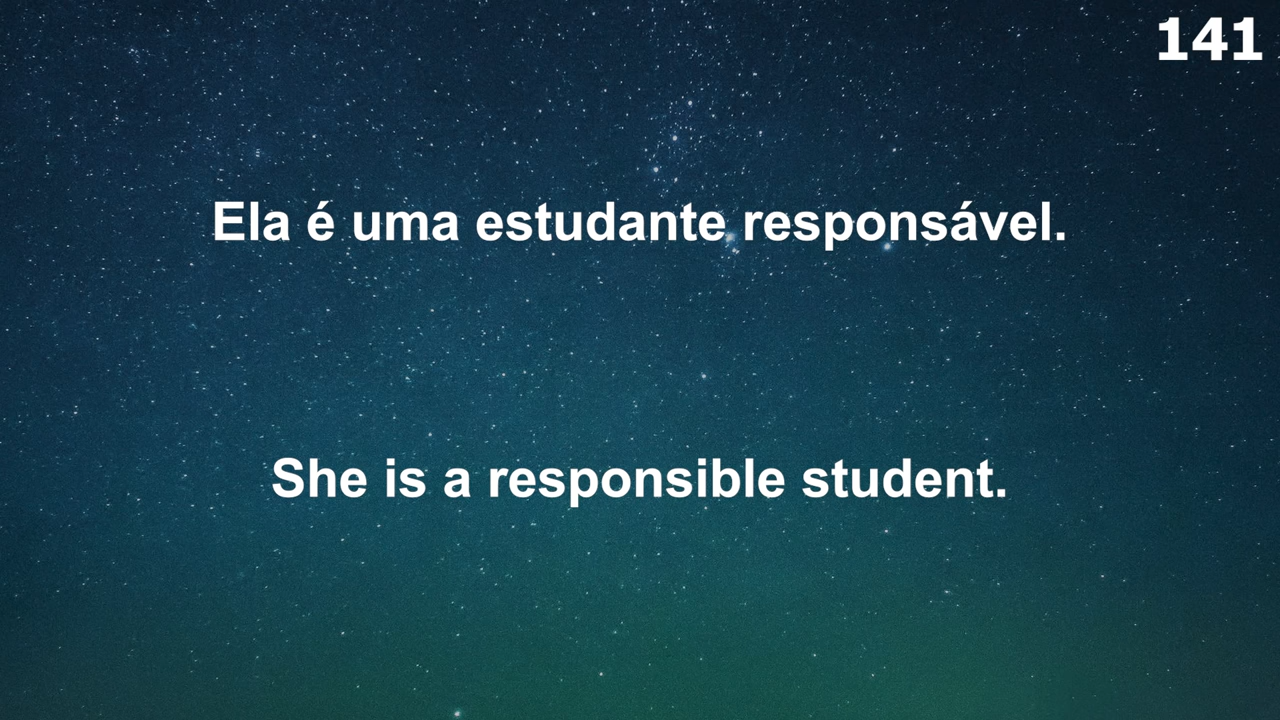 141
Ela é uma estudante responsável.
She is a responsible student.